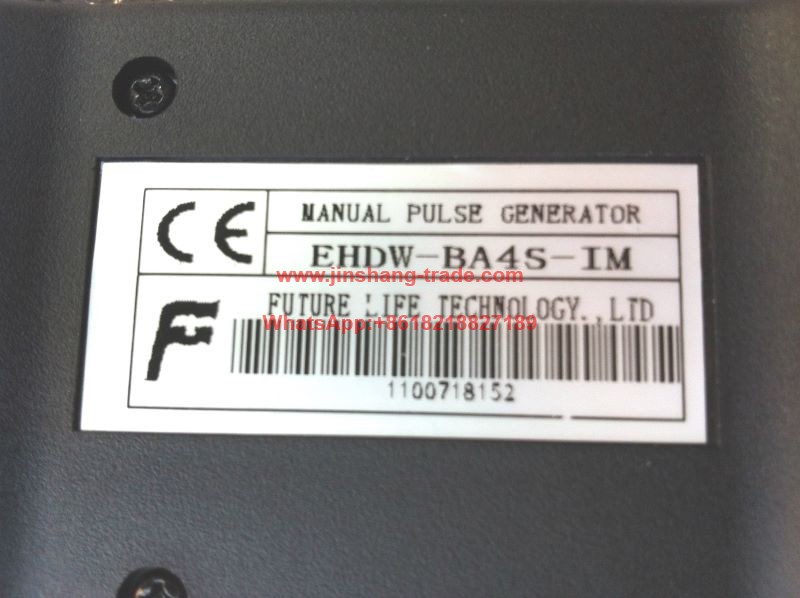 CE
MANUAL PULSE GENERATOR
EHDW-BA4S-IM
www.jinshang-trade.com
FUTURE LIFE TECHNOLOGY.,LTD
WhatsApp:+8618218827189
F
1100718152